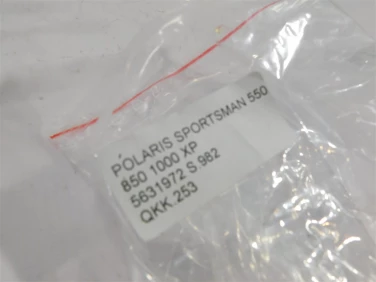 POLARIS SPORTSMAN 550
850 1000 XP
5631972 S 982
QKK.253